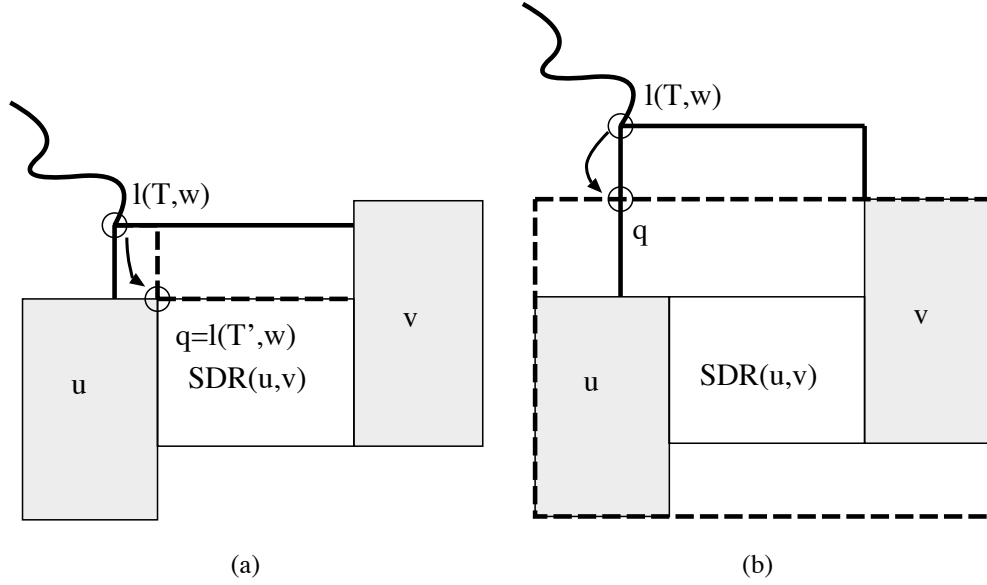 l(T,w)
v
q=l(T’,w)
u
SDR(u,v)
(a)
l(T,w)
q
v
u
SDR(u,v)
(b)